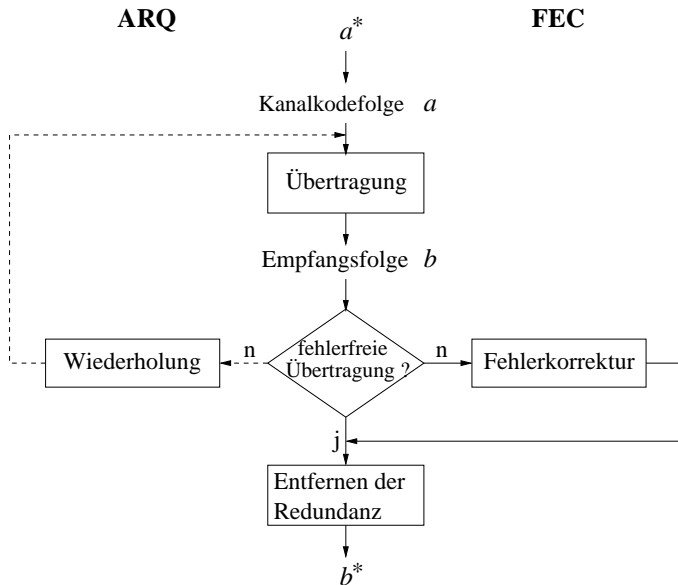 ARQ
FEC
a*
Kanalkodefolge a
Übertragung
Empfangsfolge b
fehlerfreie
Übertragung ?
n
n
Wiederholung
Fehlerkorrektur
j
Entfernen der
Redundanz
b*